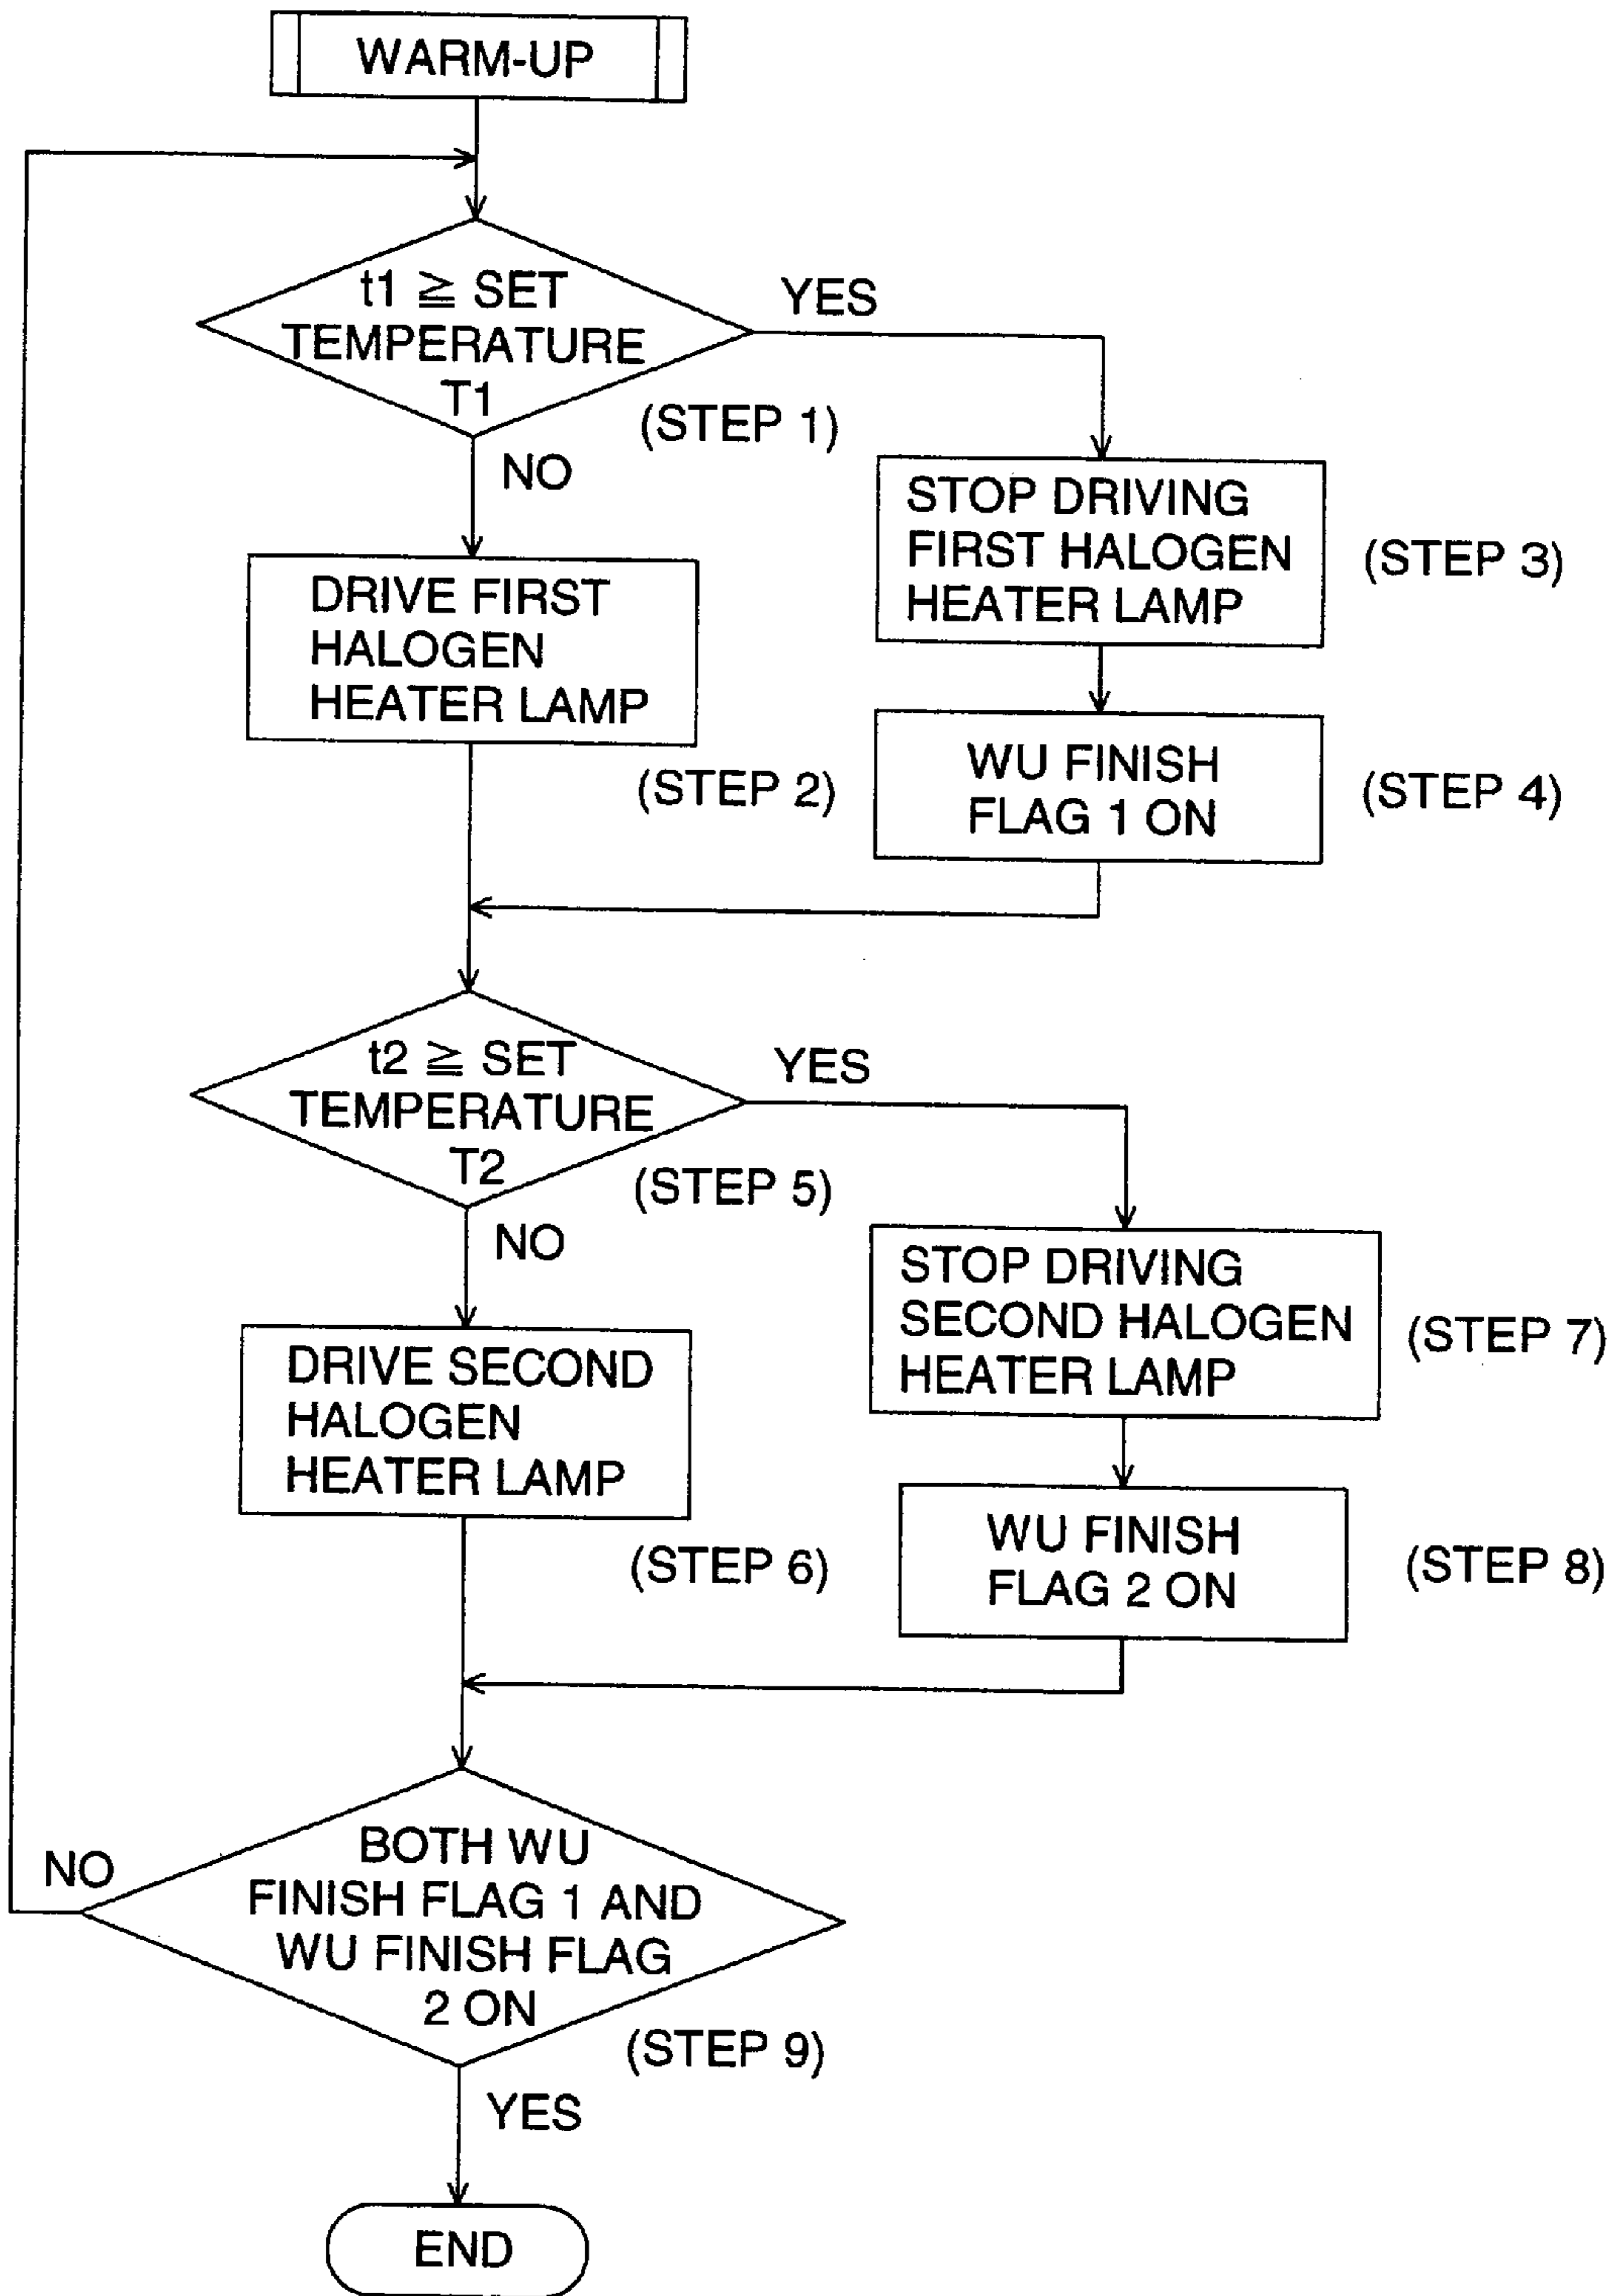 WARM-UP
t1 ≧ SET
TEMPERATURE
T1
YES
(STEP 1)
NO
STOP DRIVING
FIRST HALOGEN
HEATER LAMP
(STEP 3)
DRIVE FIRST
HALOGEN
HEATER LAMP
(STEP 2)
WU FINISH
FLAG 1 ON
(STEP 4)
t2 ≧ SET
TEMPERATURE
T2
YES
(STEP 5)
NO
STOP DRIVING
SECOND HALOGEN
HEATER LAMP
(STEP 7)
DRIVE SECOND
HALOGEN
HEATER LAMP
(STEP 6)
WU FINISH
FLAG 2 ON
(STEP 8)
BOTH WU
FINISH FLAG 1 AND
WU FINISH FLAG
2 ON
NO
(STEP 9)
YES
END